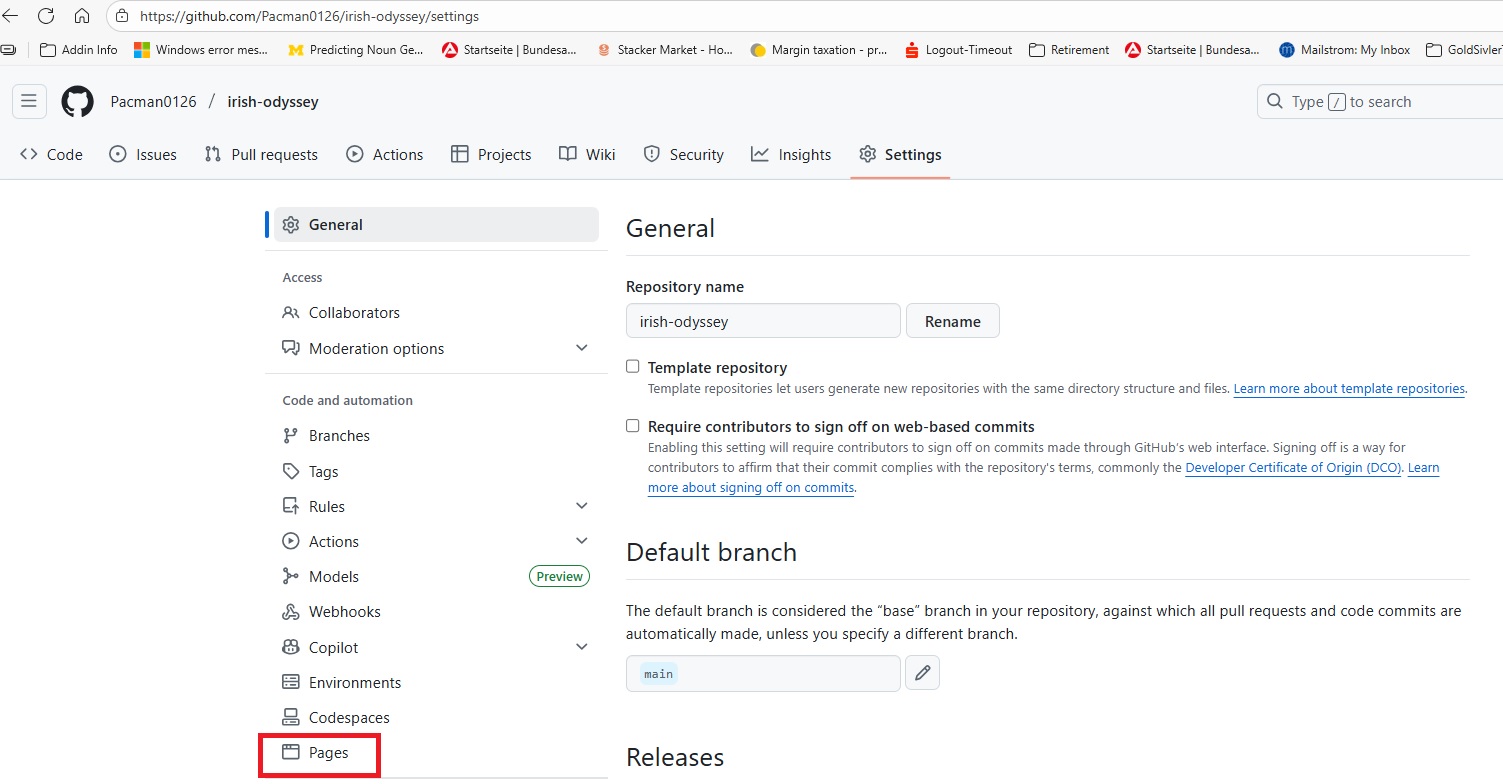 https://github.com/Pacman0126/irish-odyssey/settings
Addin Info
Windows error mes...
Predicting Noun Ge...
Startseite | Bundesa...
Stacker Market - Ho...
Margin taxation - pr...
Logout-Timeout
Retirement
Startseite | Bundesa...
Mailstrom: My Inbox
GoldSivler
Pacman0126 / irish-odyssey
Type / to search
Code
Issues
Pull requests
Actions
Projects
Wiki
Security
Insights
Settings
General
Access
Collaborators
Moderation options
Code and automation
Branches
Tags
Rules
Actions
Models Preview
Webhooks
Copilot
Environments
Codespaces
Pages
General
Repository name
irish-odyssey
Rename
Template repository
Template repositories let users generate new repositories with the same directory structure and files. Learn more about template repositories.
Require contributors to sign off on web-based commits
Enabling this setting will require contributors to sign off on commits made through GitHub's web interface. Signing off is a way for
contributors to affirm that their commit complies with the repository's terms, commonly the Developer Certificate of Origin (DCO). Learn
more about signing off on commits.
Default branch
The default branch is considered the “base” branch in your repository, against which all pull requests and code commits are
automatically made, unless you specify a different branch.
main
Releases